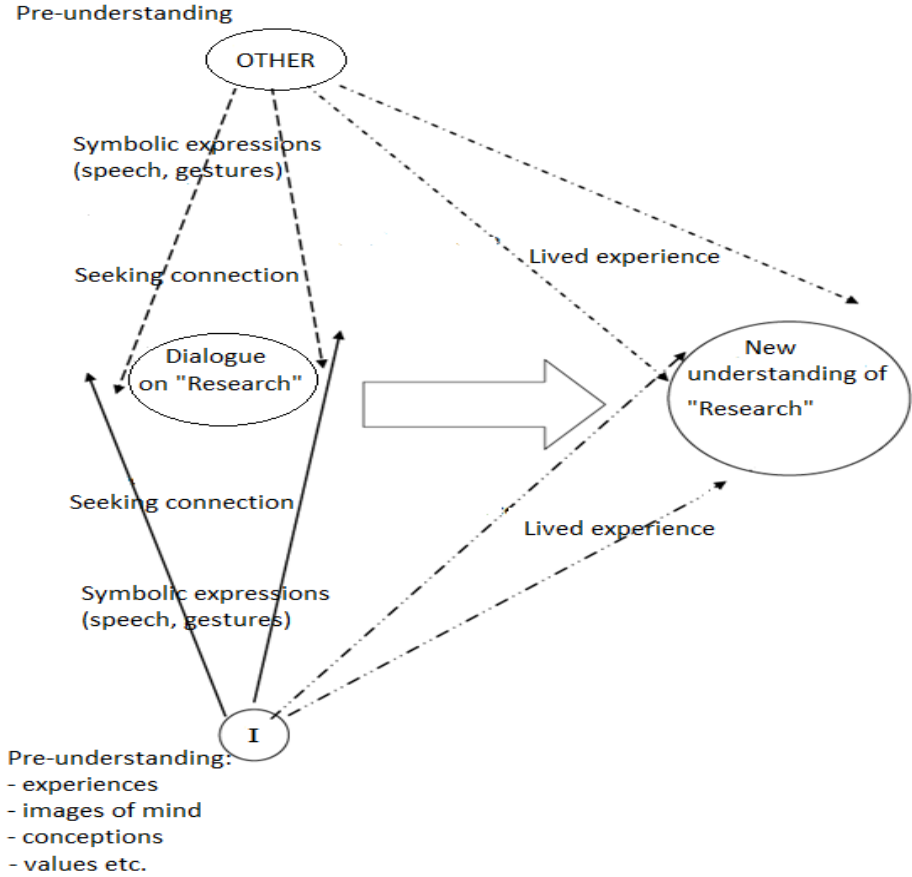 Pre-understanding
OTHER
Symbolic expressions
(speech, gestures)
Lived experience
Seeking connection
Dialogue
on "Research"
New
understanding of
"Research"
Seeking connection
Lived experience
Symbolic expressions
(speech, gestures)
I
Pre-understanding:
- experiences
- images of mind
- conceptions
- values etc.